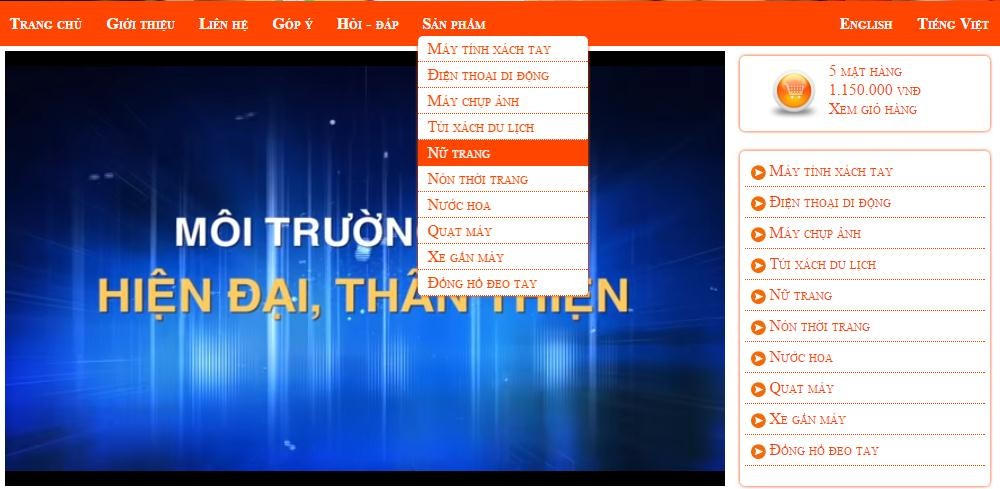 Trang chủ Giới thiệu Liên hệ Góp ý Hỏi - đáp Sản phẩm English Tiếng Việt
Máy tính xách tay
Điện thoại di động
Máy chụp ảnh
Túi xách du lịch
Nữ trang
Nón thời trang
Nước hoa
Quạt máy
Xe gắn máy
Đồng hồ đeo tay
MÔI TRƯỜNG
HIỆN ĐẠI, THÂN THIỆN
5 mặt hàng
1.150.000 vnđ
Xem giỏ hàng
Máy tính xách tay
Điện thoại di động
Máy chụp ảnh
Túi xách du lịch
Nữ trang
Nón thời trang
Nước hoa
Quạt máy
Xe gắn máy
Đồng hồ đeo tay